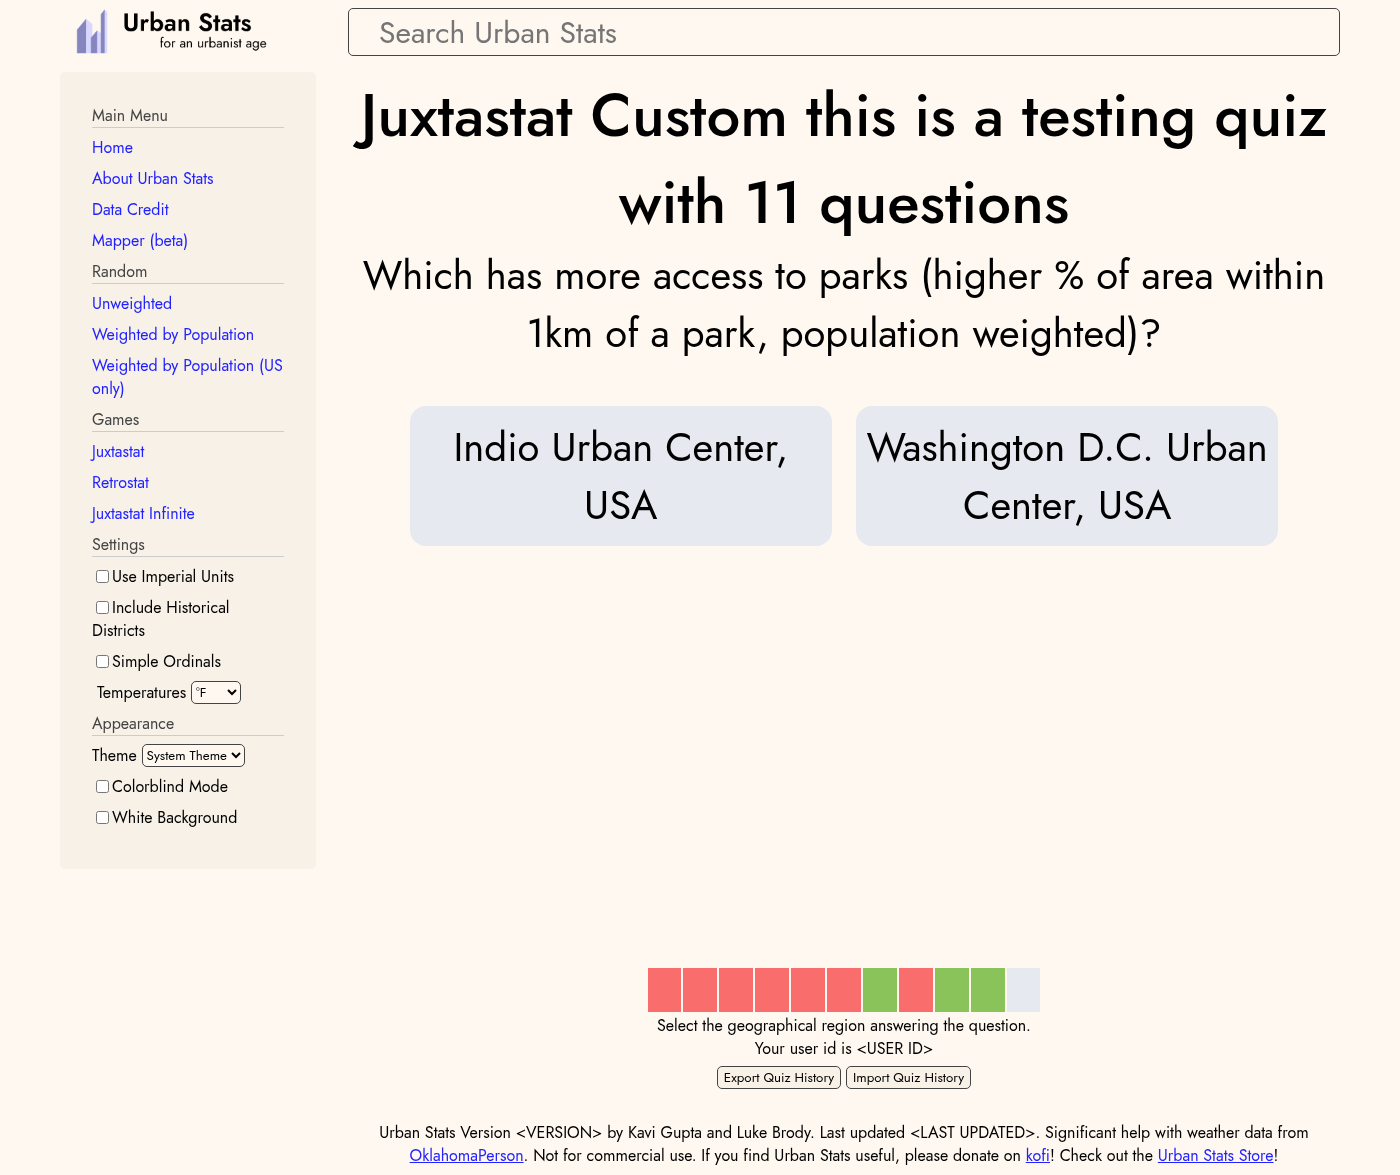 Urban Stats
for an urbanist age
Search Urban Stats
Main Menu
Home
About Urban Stats
Data Credit
Mapper (beta)
Random
Unweighted
Weighted by Population
Weighted by Population (US
only)
Games
Juxtastat
Retrostat
Juxtastat Infinite
Settings
Use Imperial Units
Include Historical
Districts
Simple Ordinals
Temperatures °F
Appearance
Theme System Theme
Colorblind Mode
White Background
Juxtastat Custom this is a testing quiz
with 11 questions
Which has more access to parks (higher % of area within
1km of a park, population weighted)?
Indio Urban Center,
USA
Washington D.C. Urban
Center, USA
Select the geographical region answering the question.
Your user id is <USER ID>
Export Quiz History Import Quiz History
Urban Stats Version <VERSION> by Kavi Gupta and Luke Brody. Last updated <LAST UPDATED>. Significant help with weather data from
OklahomaPerson. Not for commercial use. If you find Urban Stats useful, please donate on kofi! Check out the Urban Stats Store!